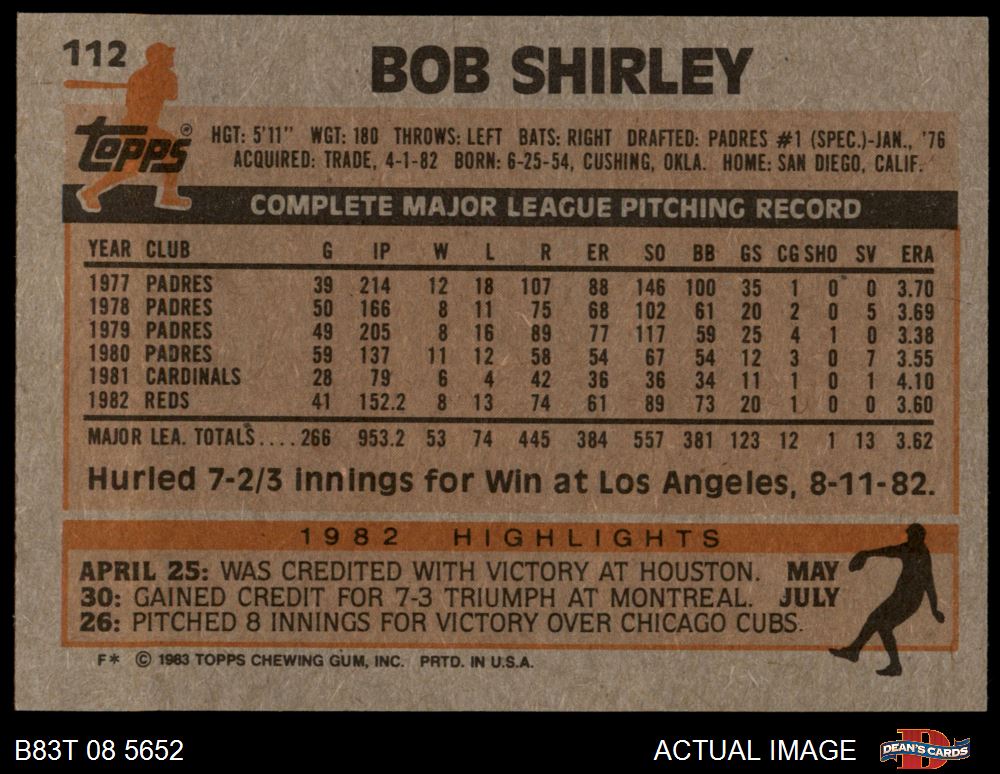 112
BOB SHIRLEY
Topps®
HGT: 5'11" WGT: 180 THROWS: LEFT BATS: RIGHT DRAFTED: PADRES #1 (SPEC.)-JAN., '76
ACQUIRED: TRADE, 4-1-82 BORN: 6-25-54, CUSHING, OKLA. HOME: SAN DIEGO, CALIF.
COMPLETE MAJOR LEAGUE PITCHING RECORD
YEAR CLUB G IP W L R ER SO BB GS CG SHO SV ERA
1977 PADRES 39 214 12 18 107 88 146 100 35 1 0 0 3.70
1978 PADRES 50 166 8 11 75 68 102 61 20 2 0 5 3.69
1979 PADRES 49 205 8 16 89 77 117 59 25 4 1 0 3.38
1980 PADRES 59 137 11 12 58 54 67 54 12 3 0 7 3.55
1981 CARDINALS 28 79 6 4 42 36 36 34 11 1 0 1 4.10
1982 REDS 41 152.2 8 13 74 61 89 73 20 1 0 0 3.60
MAJOR LEA. TOTALS....266 953.2 53 74 445 384 557 381 123 12 1 13 3.62
Hurled 7-2/3 innings for Win at Los Angeles, 8-11-82.
1982 HIGHLIGHTS
APRIL 25: WAS CREDITED WITH VICTORY AT HOUSTON. MAY
30: GAINED CREDIT FOR 7-3 TRIUMPH AT MONTREAL. JULY
26: PITCHED 8 INNINGS FOR VICTORY OVER CHICAGO CUBS.
F* © 1983 TOPPS CHEWING GUM, INC. PRTD. IN U.S.A.
B83T 08 5652
ACTUAL IMAGE
D
DEAN'S CARDS